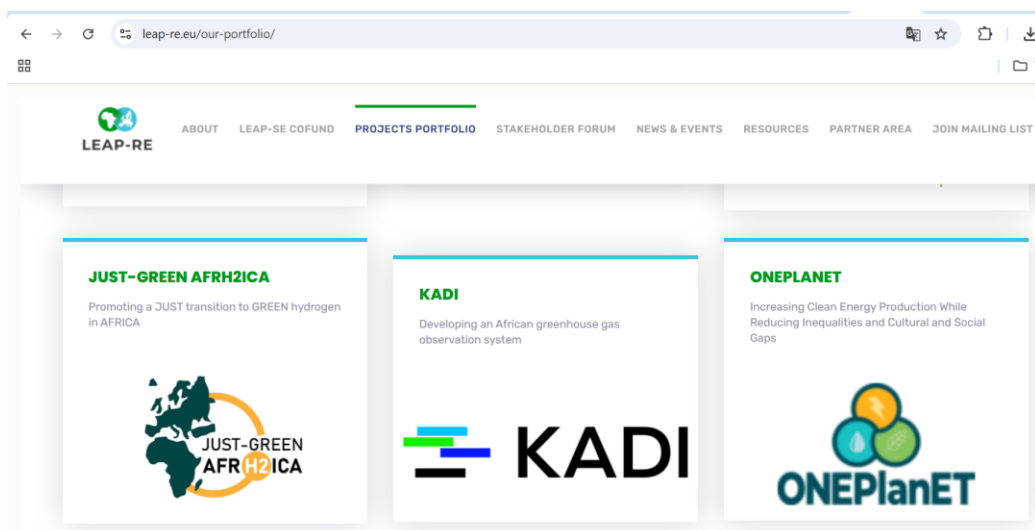 leap-re.eu/our-portfolio/
LEAP-RE
ABOUT
LEAP-SE COFUND
PROJECTS PORTFOLIO
STAKEHOLDER FORUM
NEWS & EVENTS
RESOURCES
PARTNER AREA
JOIN MAILING LIST
JUST-GREEN AFRH2ICA
Promoting a JUST transition to GREEN hydrogen
in AFRICA
JUST-GREEN
AFRH2ICA
KADI
Developing an African greenhouse gas
observation system
KADI
ONEPLANET
Increasing Clean Energy Production While
Reducing Inequalities and Cultural and Social
Gaps
ONEPlanET